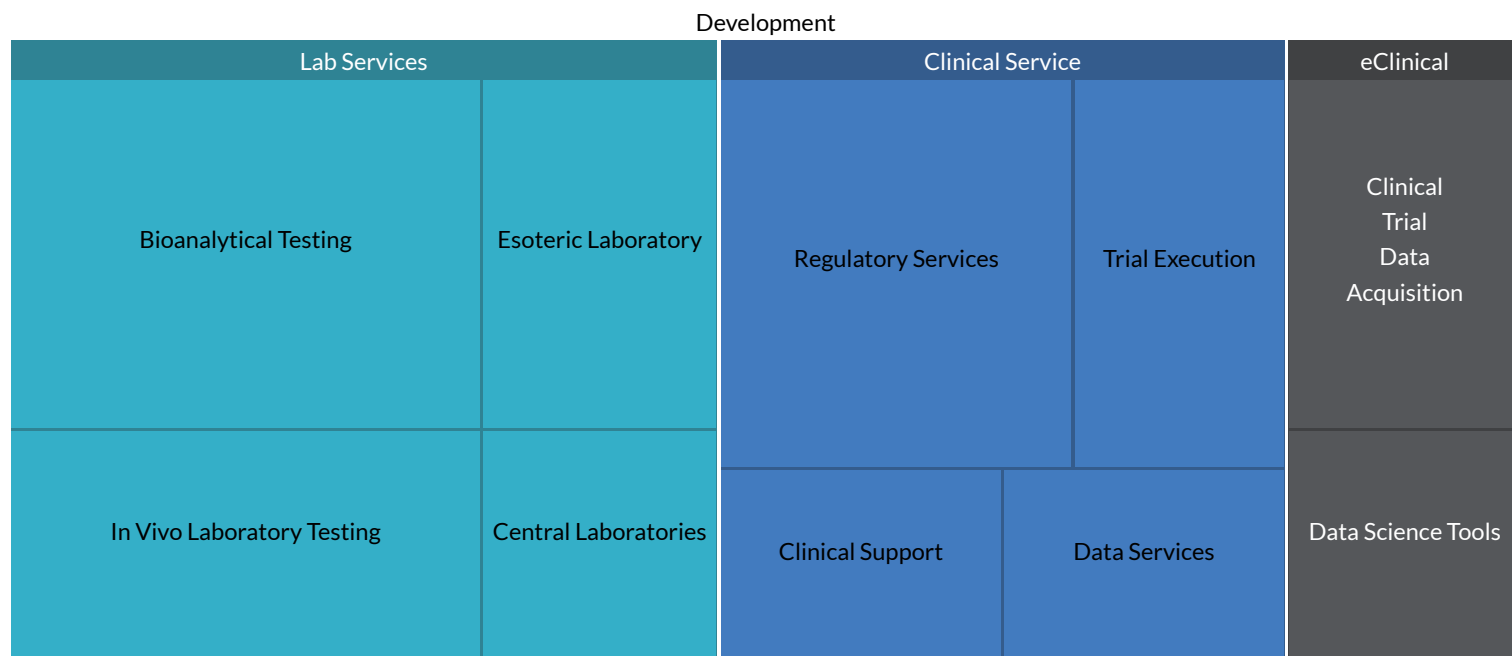 Development
Lab Services
Clinical Service
eClinical
Bioanalytical Testing
Esoteric Laboratory
Regulatory Services
Trial Execution
Clinical
Trial
Data
Acquisition
In Vivo Laboratory Testing
Central Laboratories
Clinical Support
Data Services
Data Science Tools